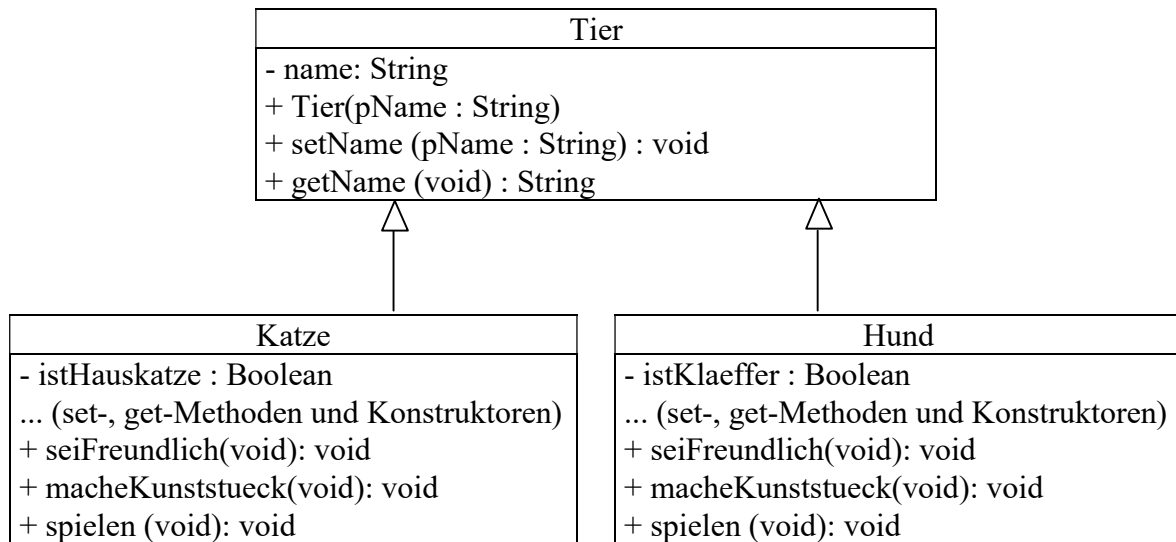 Tier
- name: String
+ Tier(pName : String)
+ setName (pName : String) : void
+ getName (void) : String
Katze
- istHauskatze : Boolean
... (set-, get-Methoden und Konstruktoren)
+ seiFreundlich(void): void
+ macheKunststueck(void): void
+ spielen (void): void
Hund
- istKlaeffer : Boolean
... (set-, get-Methoden und Konstruktoren)
+ seiFreundlich(void): void
+ macheKunststueck(void): void
+ spielen (void): void